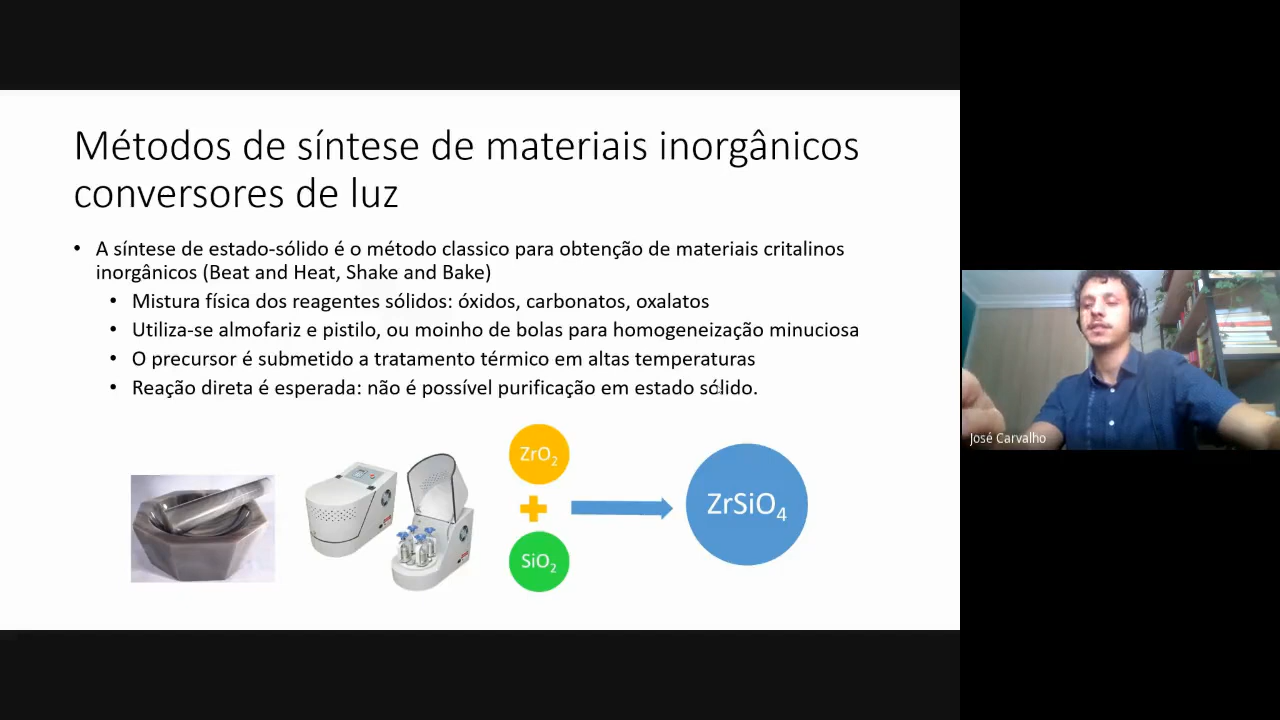 Métodos de síntese de materiais inorgânicos
conversores de luz
• A síntese de estado-sólido é o método classico para obtenção de materiais critalinos
inorgânicos (Beat and Heat, Shake and Bake)
• Mistura física dos reagentes sólidos: óxidos, carbonatos, oxalatos
• Utiliza-se almofariz e pistilo, ou moinho de bolas para homogeneização minuciosa
• O precursor é submetido a tratamento térmico em altas temperaturas
• Reação direta é esperada: não é possível purificação em estado sólido.
ZrO₂
SiO₂
ZrSiO₄
José Carvalho